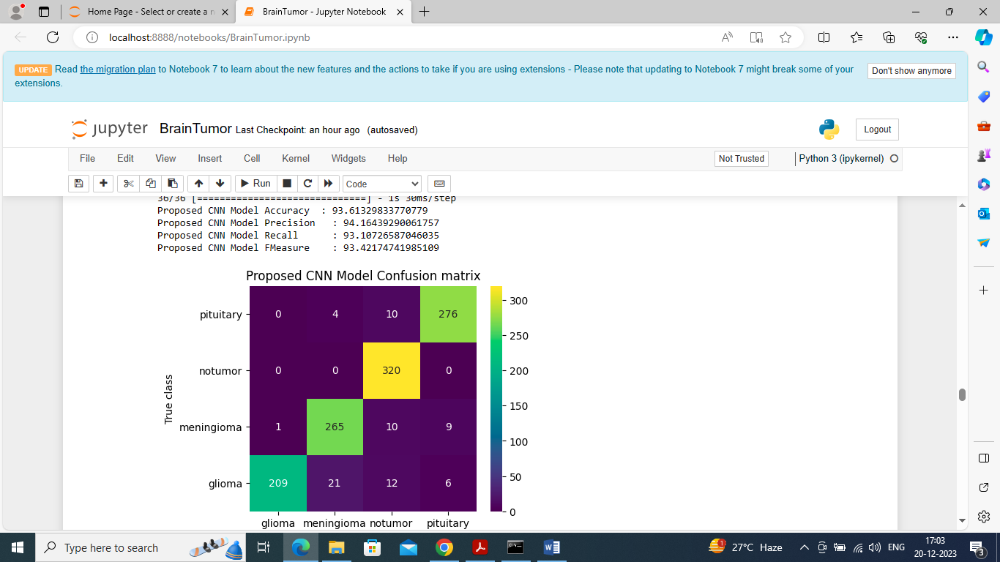 Home Page - Select or create a n
BrainTumor - Jupyter Notebook
localhost:8888/notebooks/BrainTumor.ipynb
UPDATE Read the migration plan to Notebook 7 to learn about the new features and the actions to take if you are using extensions - Please note that updating to Notebook 7 might break some of your
extensions.
Don't show anymore
jupyter BrainTumor Last Checkpoint: an hour ago (autosaved)
Logout
File Edit View Insert Cell Kernel Widgets Help
Not Trusted
Python 3 (ipykernel)
Run
Code
36/36 [==============================] - 1s 30ms/step
Proposed CNN Model Accuracy : 93.61329833770779
Proposed CNN Model Precision : 94.16439290061757
Proposed CNN Model Recall : 93.10726587046035
Proposed CNN Model FMeasure : 93.42174741985109
Proposed CNN Model Confusion matrix
pituitary 0 4 10 276
notumor 0 0 320 0
meningioma 1 265 10 9
glioma 209 21 12 6
glioma meningioma notumor pituitary
True class
300
250
200
150
100
50
0
Type here to search
27°C Haze
1
ENG
17:03
20-12-2023
3